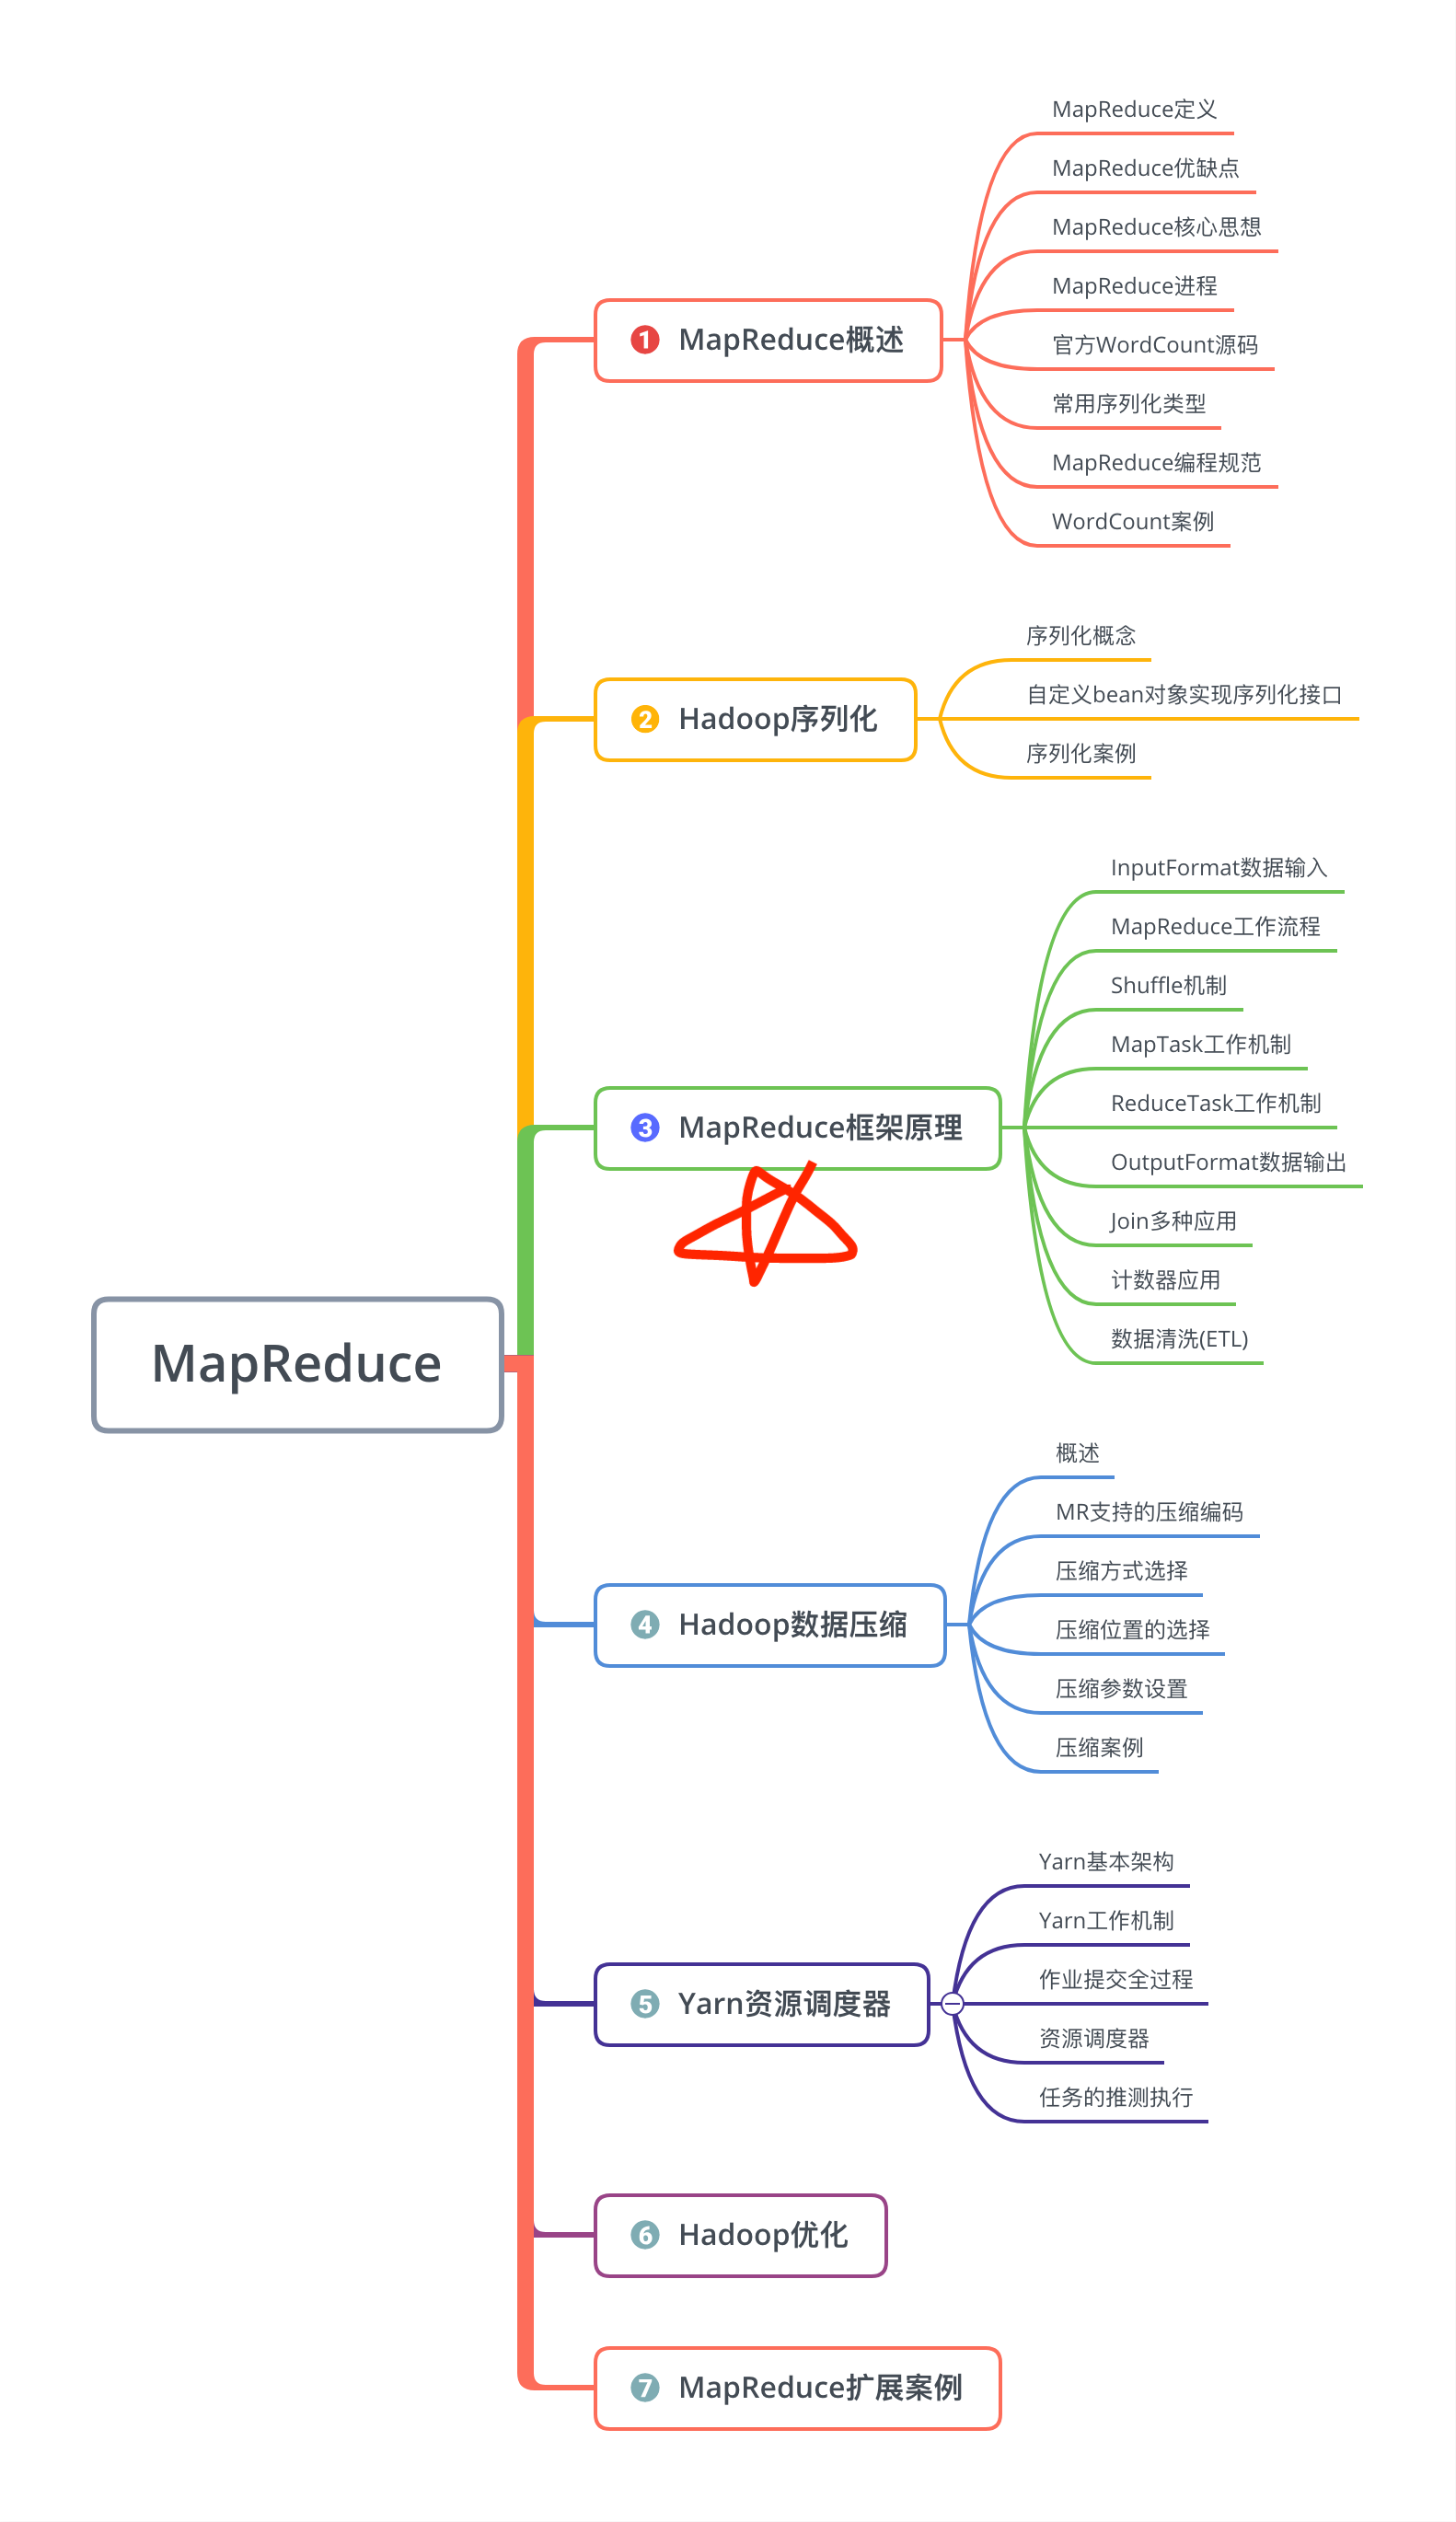 MapReduce
1 MapReduce概述
MapReduce定义
MapReduce优缺点
MapReduce核心思想
MapReduce进程
官方WordCount源码
常用序列化类型
MapReduce编程规范
WordCount案例
2 Hadoop序列化
序列化概念
自定义bean对象实现序列化接口
序列化案例
3 MapReduce框架原理
InputFormat数据输入
MapReduce工作流程
Shuffle机制
MapTask工作机制
ReduceTask工作机制
OutputFormat数据输出
Join多种应用
计数器应用
数据清洗(ETL)
4 Hadoop数据压缩
概述
MR支持的压缩编码
压缩方式选择
压缩位置的选择
压缩参数设置
压缩案例
5 Yarn资源调度器
Yarn基本架构
Yarn工作机制
作业提交全过程
资源调度器
任务的推测执行
6 Hadoop优化
7 MapReduce扩展案例